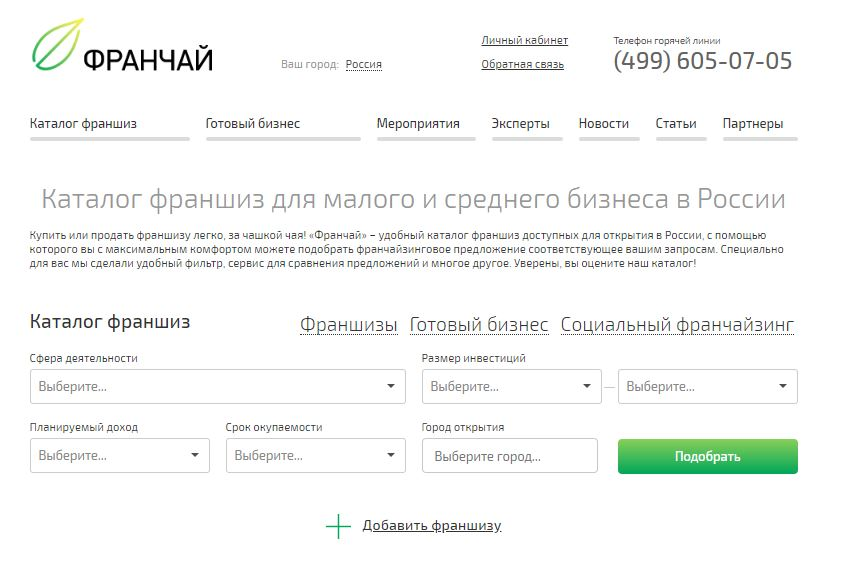 ФРАНЧАЙ
Ваш город: Россия
Личный кабинет
Обратная связь
Телефон горячей линии
(499) 605-07-05
Каталог франшиз Готовый бизнес Мероприятия Эксперты Новости Статьи Партнеры
Каталог франшиз для малого и среднего бизнеса в России
Купить или продать франшизу легко, за чашкой чая! «Франчай» – удобный каталог франшиз доступных для открытия в России, с помощью
которого вы с максимальным комфортом можете подобрать франчайзинговое предложение соответствующее вашим запросам. Специально
для вас мы сделали удобный фильтр, сервис для сравнения предложений и многое другое. Уверены, вы оцените наш каталог!
Каталог франшиз Франшизы Готовый бизнес Социальный франчайзинг
Сфера деятельности Размер инвестиций
Выберите... Выберите... — Выберите...
Планируемый доход Срок окупаемости Город открытия
Выберите... Выберите... Выберите город... Подобрать
Добавить франшизу